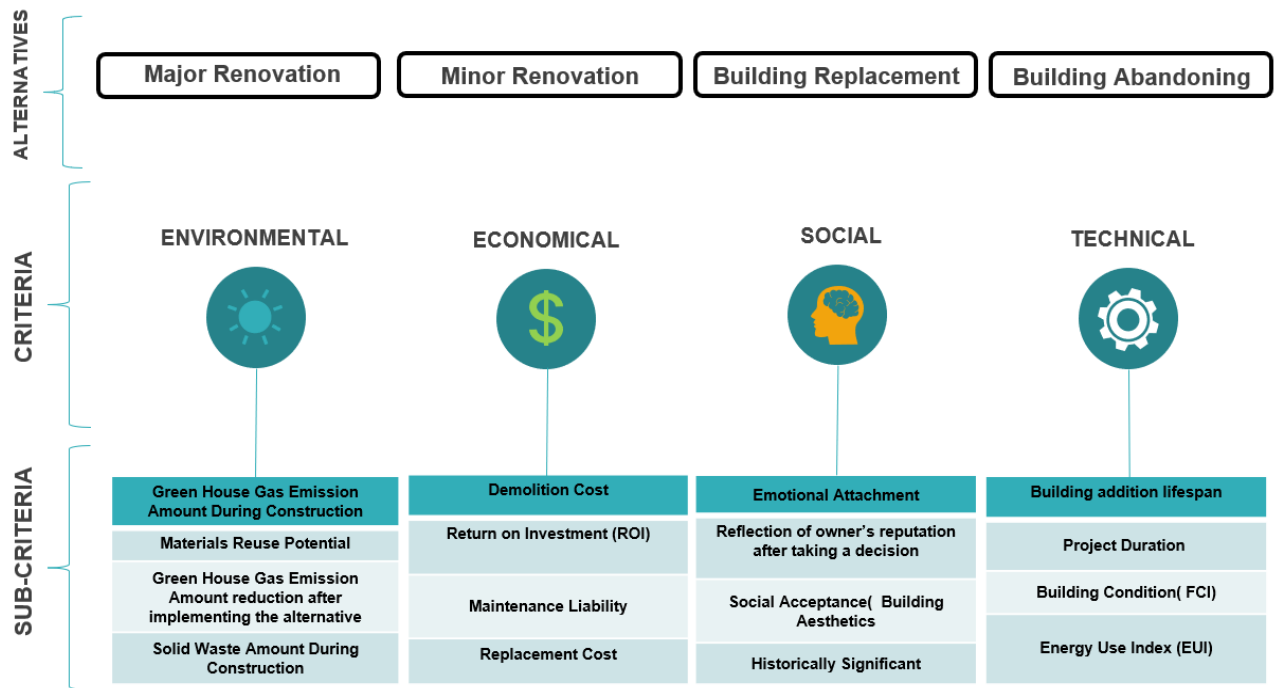 ALTERNATIVES
Major Renovation
Minor Renovation
Building Replacement
Building Abandoning
CRITERIA
ENVIRONMENTAL
ECONOMICAL
$
SOCIAL
TECHNICAL
SUB-CRITERIA
Green House Gas Emission
Amount During Construction
Materials Reuse Potential
Green House Gas Emission
Amount reduction after
implementing the alternative
Solid Waste Amount During
Construction
Demolition Cost
Return on Investment (ROI)
Maintenance Liability
Replacement Cost
Emotional Attachment
Reflection of owner's reputation
after taking a decision
Social Acceptance( Building
Aesthetics
Historically Significant
Building addition lifespan
Project Duration
Building Condition( FCI)
Energy Use Index (EUI)